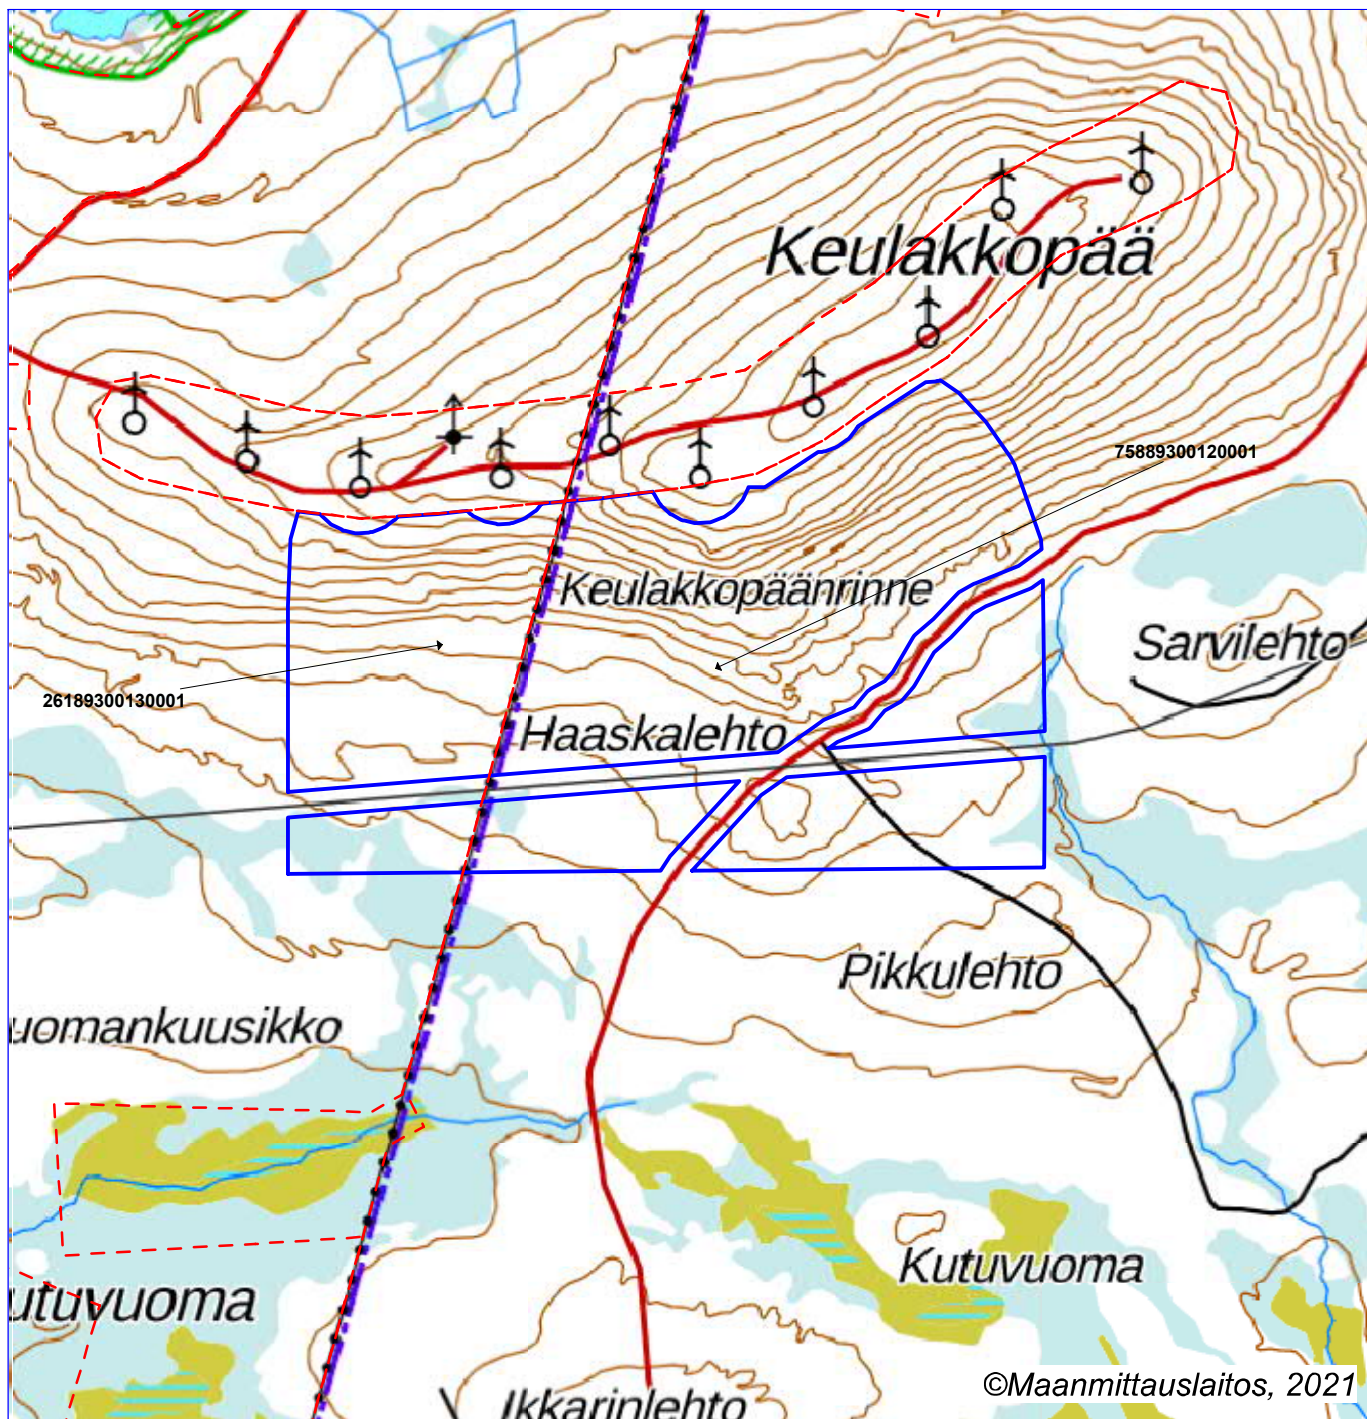 Keulakkopää
75889300120001
Keulakkopäänrinne
Sarvilehto
26189300130001
Haaskalehto
Pikkulehto
uomankuusikko
Kutuvuoma
utuvuoma
©Maanmittauslaitos, 2021
Ikkarinlehto